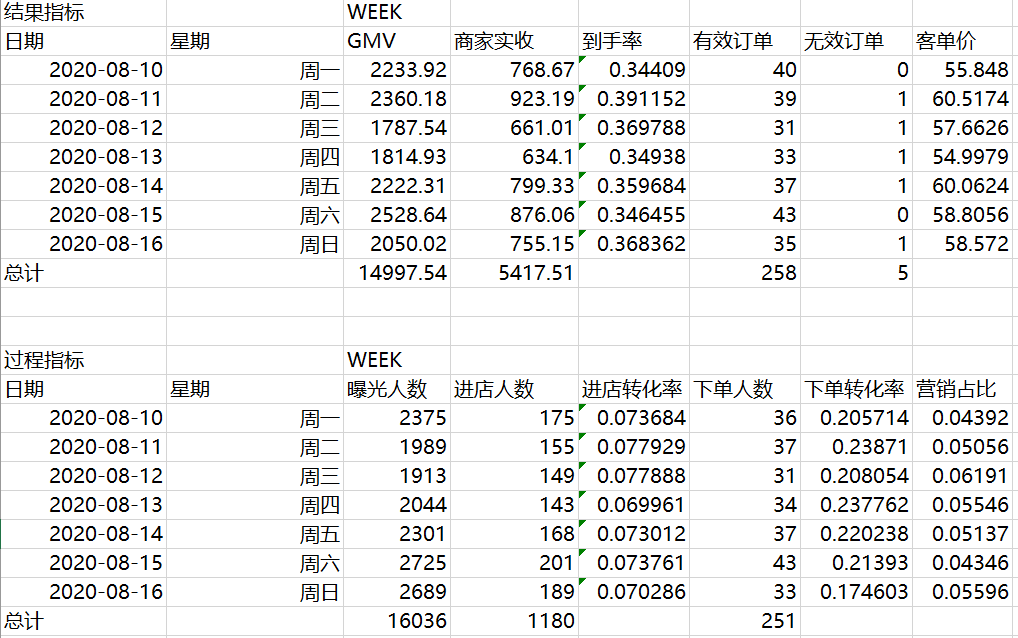 结果指标 WEEK
日期 星期 GMV 商家实收 到手率 有效订单 无效订单 客单价
2020-08-10 周一 2233.92 768.67 0.34409 40 0 55.848
2020-08-11 周二 2360.18 923.19 0.391152 39 1 60.5174
2020-08-12 周三 1787.54 661.01 0.369788 31 1 57.6626
2020-08-13 周四 1814.93 634.1 0.34938 33 1 54.9979
2020-08-14 周五 2222.31 799.33 0.359684 37 1 60.0624
2020-08-15 周六 2528.64 876.06 0.346455 43 0 58.8056
2020-08-16 周日 2050.02 755.15 0.368362 35 1 58.572
总计 14997.54 5417.51 258 5
过程指标 WEEK
日期 星期 曝光人数 进店人数 进店转化率 下单人数 下单转化率 营销占比
2020-08-10 周一 2375 175 0.073684 36 0.205714 0.04392
2020-08-11 周二 1989 155 0.077929 37 0.23871 0.05056
2020-08-12 周三 1913 149 0.077888 31 0.208054 0.06191
2020-08-13 周四 2044 143 0.069961 34 0.237762 0.05546
2020-08-14 周五 2301 168 0.073012 37 0.220238 0.05137
2020-08-15 周六 2725 201 0.073761 43 0.21393 0.04346
2020-08-16 周日 2689 189 0.070286 33 0.174603 0.05596
总计 16036 1180 251